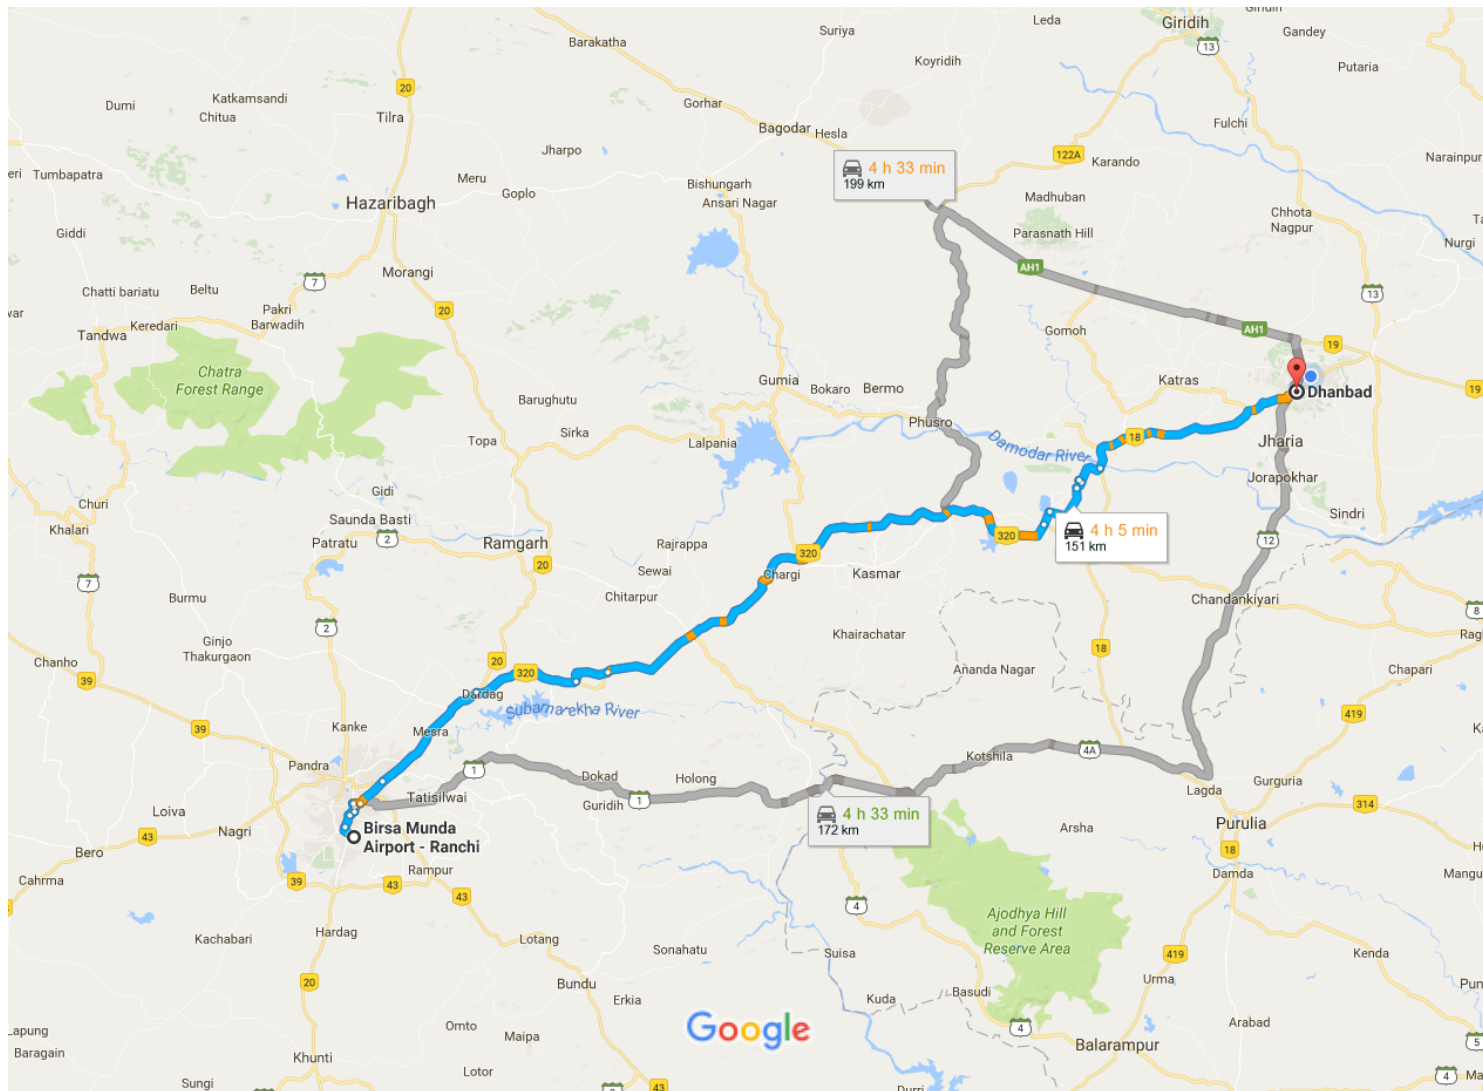 Leda
Giridih
Giridih
Gandey
Suriya
Barakatha
13
Koyridih
Putaria
20
Katkamsandi
Dumi
Chitua
Tilra
Gorhar
Bagodar
Hesla
Fulchi
122A
Karando
Narainpur
Jharpo
4 h 33 min
199 km
eri
Tumbapatra
Meru
Goplo
Bishungarh
Ansari Nagar
Madhuban
Hazaribagh
Chhota
Nagpur
Giddi
Parasnath Hill
Nurgi
Morangi
AH1
7
Chatti bariatu
Beltu
13
20
Pakri
Barwadih
war
Keredari
Tandwa
Gomoh
AH1
19
Chatra
Forest Range
Gumia
Bokaro
Bermo
Katras
19
Dhanbad
Barughutu
Phusro
Sirka
Topa
Lalpania
Damodar River
18
Jharia
Jorapokhar
Gidi
Churi
Sindri
Khalari
Saunda Basti
2
Patratu
Ramgarh
Rajrappa
320
320
4 h 5 min
151 km
12
20
Sewai
Chargi
Kasmar
7
Chitarpur
Burmu
Chandankiyari
8
2
Khairachatar
Ginjo
Thakurgaon
18
Chanho
20
320
Ananda Nagar
Chapari
39
Dardag
Subarnarekha River
419
Kanke
Mesra
39
Kotshila
4A
Pandra
1
Dokad
Holong
Gurguria
Tatisilwai
Lagda
Loiva
Guridih
1
314
4 h 33 min
172 km
Nagri
43
Birsa Munda
Airport - Ranchi
Arsha
Purulia
Bero
18
Rampur
Damda
Cahrma
39
43
43
4
Ajodhya Hill
and Forest
Reserve Area
Hardag
Kachabari
Lotang
Sonahatu
Suisa
419
Kenda
20
Bundu
Urma
Erkia
Kuda
Basudi
Omto
Maipa
Google
4
Arabad
Lapung
Baragain
Khunti
Balarampur
5
Lotor
4
Sungi
43